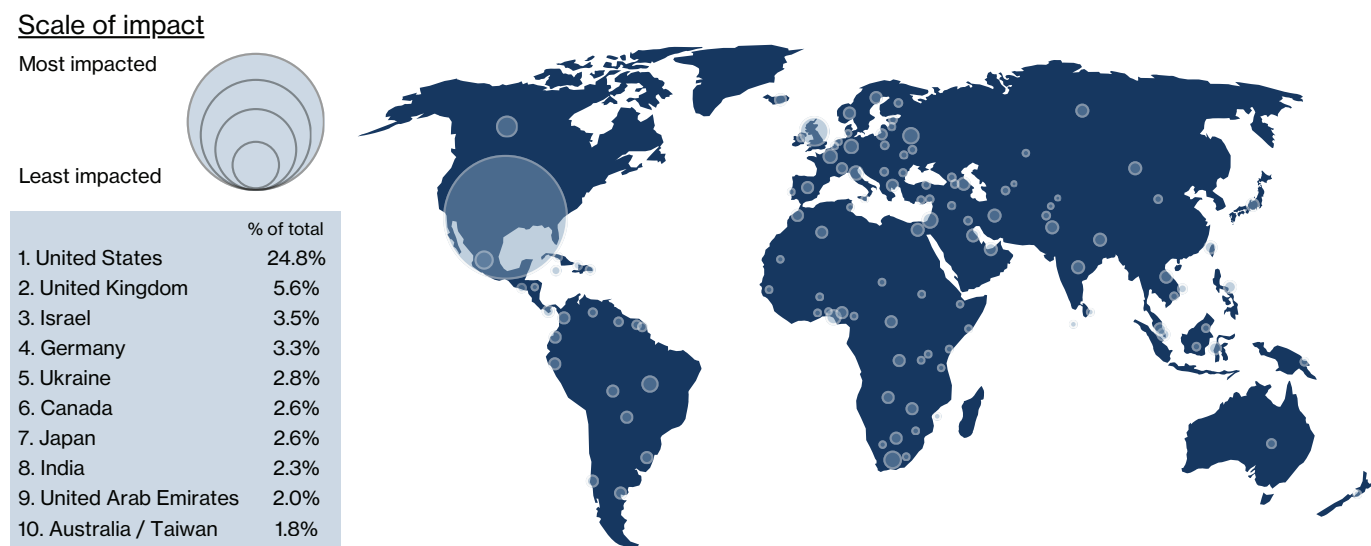 Scale of impact
Most impacted
Least impacted
% of total
1. United States 24.8%
2. United Kingdom 5.6%
3. Israel 3.5%
4. Germany 3.3%
5. Ukraine 2.8%
6. Canada 2.6%
7. Japan 2.6%
8. India 2.3%
9. United Arab Emirates 2.0%
10. Australia / Taiwan 1.8%